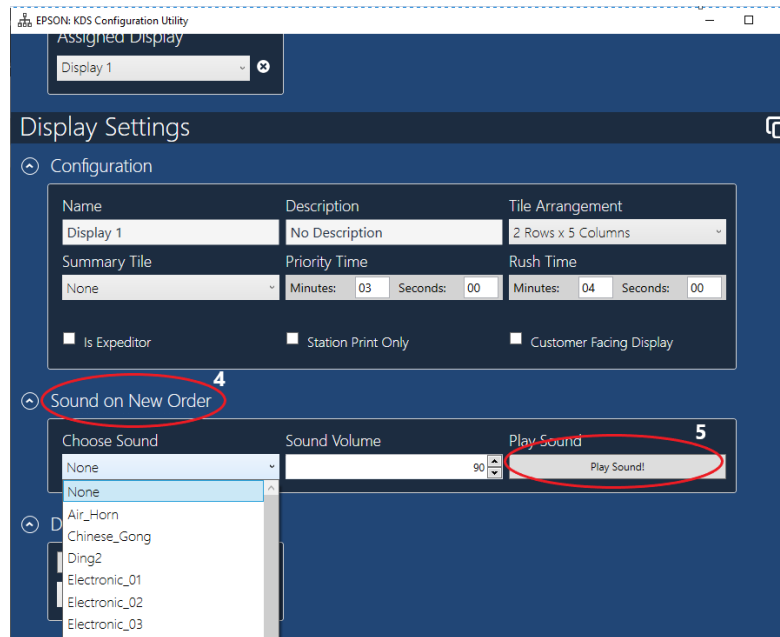 EPSON: KDS Configuration Utility
Assigned Display
Display 1
Display Settings
Configuration
Name Description Tile Arrangement
Display 1 No Description 2 Rows x 5 Columns
Summary Tile Priority Time Rush Time
None Minutes: 03 Seconds: 00 Minutes: 04 Seconds: 00
Is Expeditor Station Print Only Customer Facing Display
4
Sound on New Order
Choose Sound Sound Volume Play Sound 5
None 90 Play Sound!
None
Air_Horn
Chinese_Gong
D
Ding2
Electronic_01
Electronic_02
Electronic_03